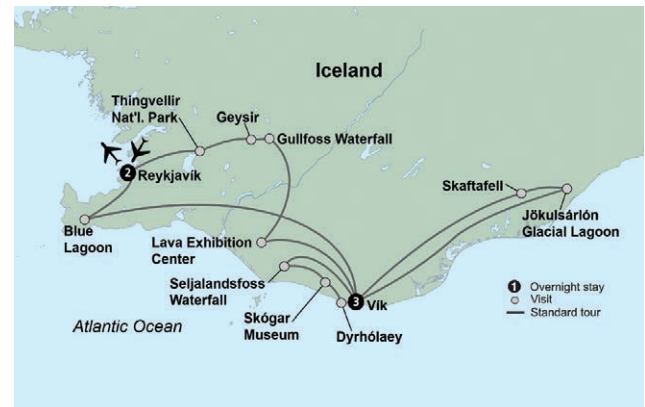 Iceland
Thingvellir
Nat'l. Park
Geysir
Gullfoss Waterfall
2
Reykjavík
Skaftafell
Jökulsárlón
Glacial Lagoon
Blue
Lagoon
Lava Exhibition
Center
Seljalandsfoss
Waterfall
3
Vík
Skógar
Museum
Dyrhólaey
Atlantic Ocean
1 Overnight stay
Visit
Standard tour